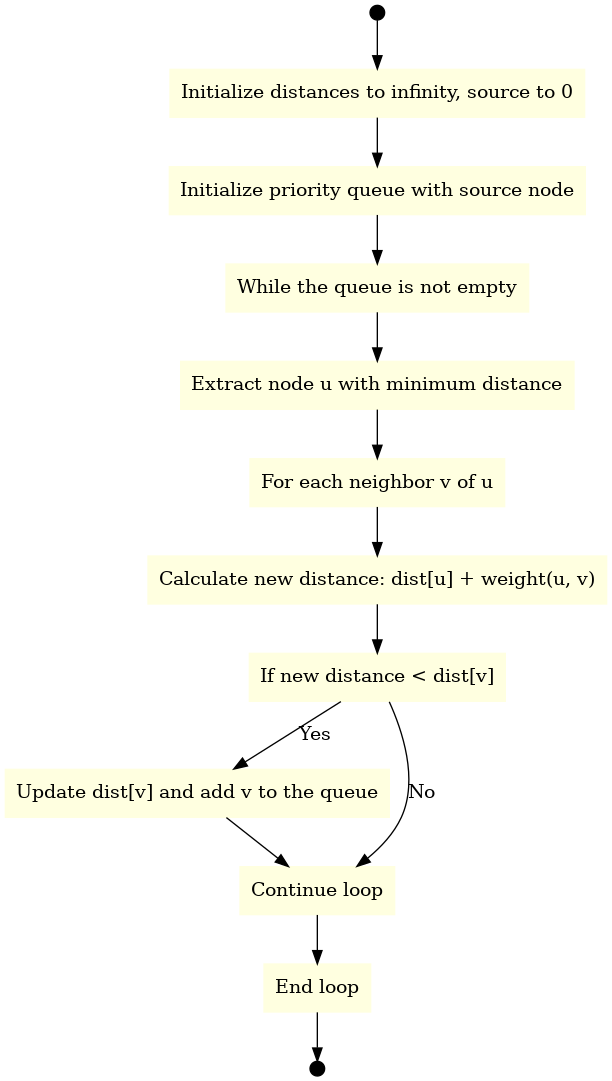 Initialize distances to infinity, source to 0
Initialize priority queue with source node
While the queue is not empty
Extract node u with minimum distance
For each neighbor v of u
Calculate new distance: dist[u] + weight(u, v)
If new distance < dist[v]
Yes
Update dist[v] and add v to the queue
No
Continue loop
End loop